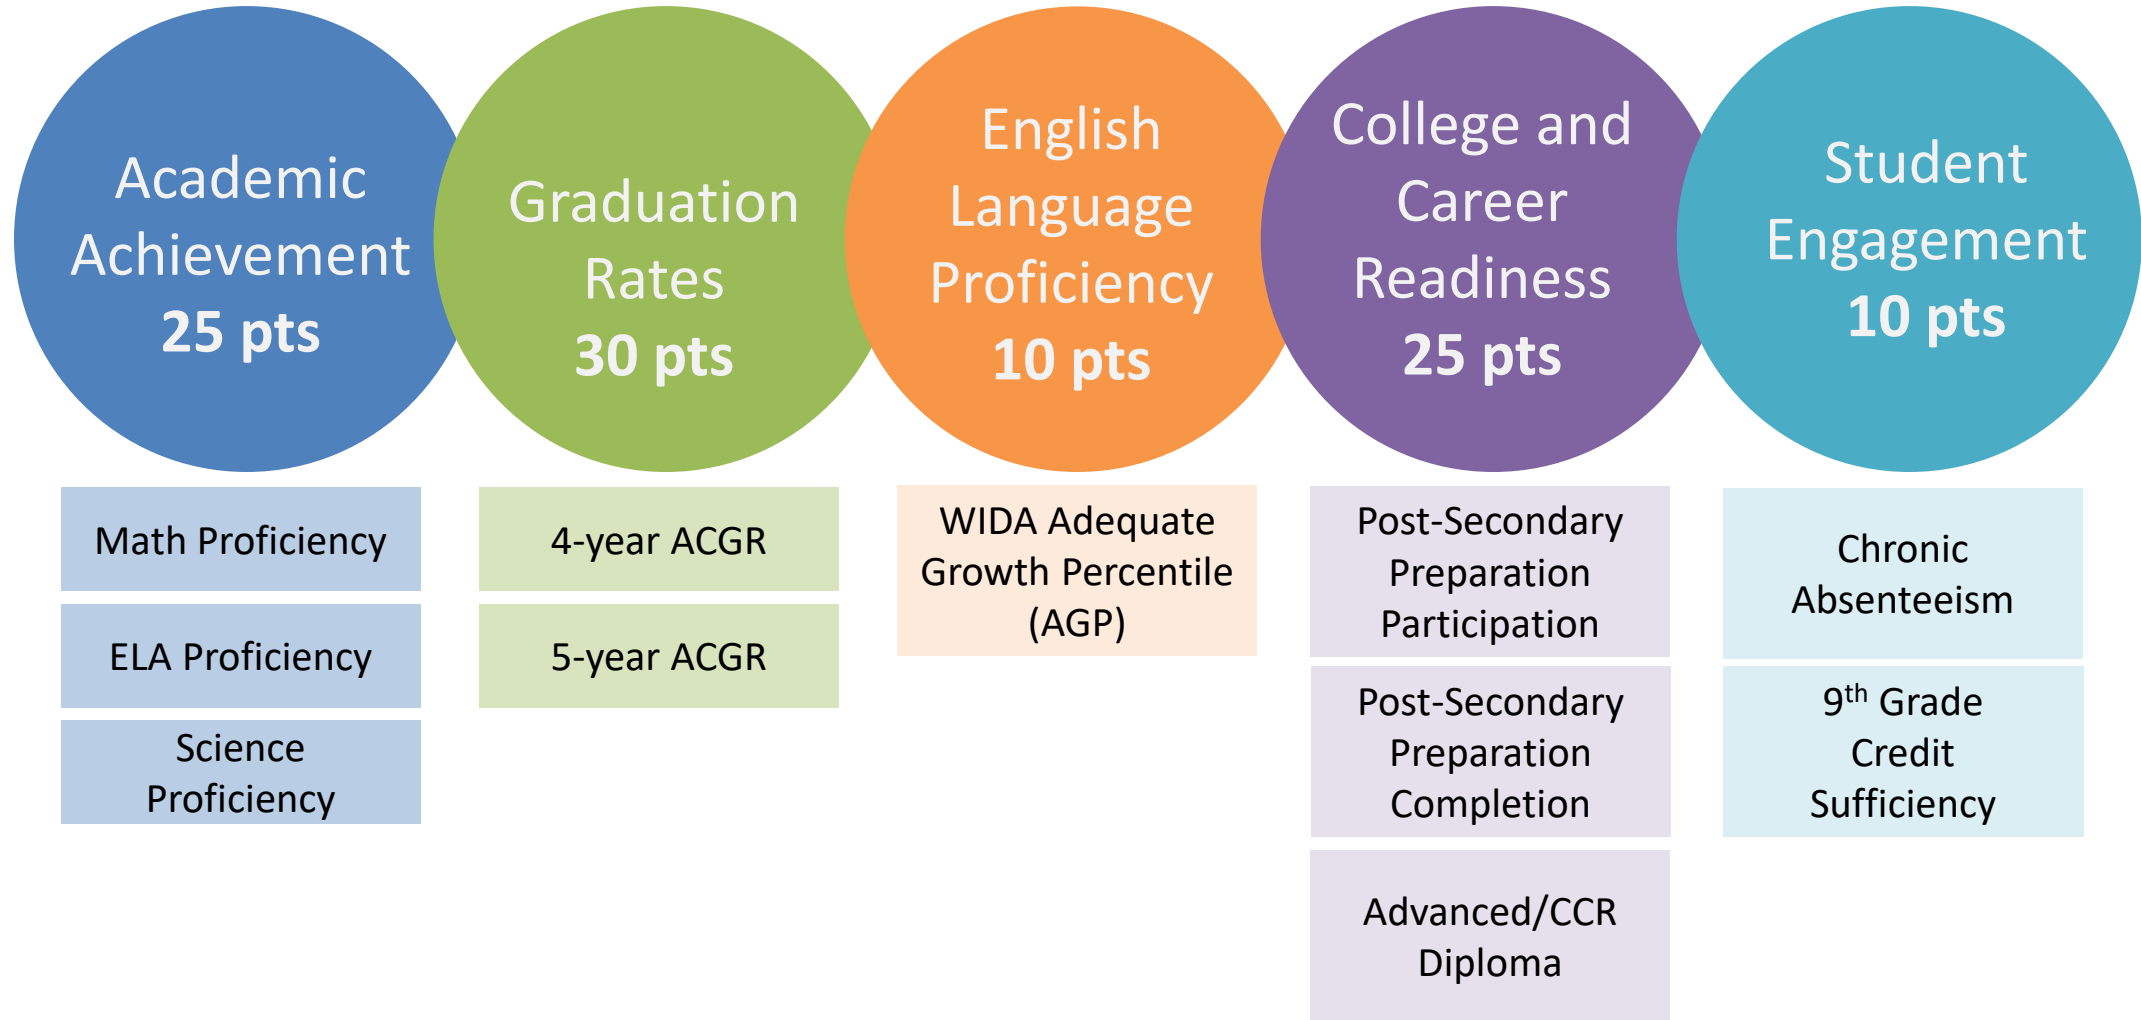 Academic
Achievement
25 pts
Graduation
Rates
30 pts
English
Language
Proficiency
10 pts
College and
Career
Readiness
25 pts
Student
Engagement
10 pts
Math Proficiency
ELA Proficiency
Science
Proficiency
4-year ACGR
5-year ACGR
WIDA Adequate
Growth Percentile
(AGP)
Post-Secondary
Preparation
Participation
Post-Secondary
Preparation
Completion
Advanced/CCR
Diploma
Chronic
Absenteeism
9th Grade
Credit
Sufficiency